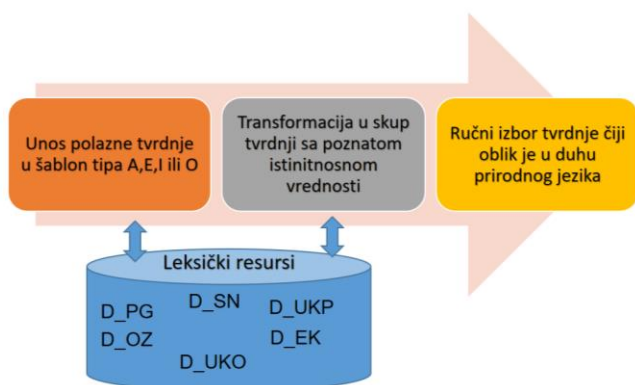 Unos polazne tvrdnje
u šablon tipa A,E,I ili O
Transformacija u skup
tvrdnji sa poznatom
istinitnosnom
vrednosti
Ručni izbor tvrdnje čiji
oblik je u duhu
prirodnog jezika
Leksički resursi
D_PG
D_SN
D_UKP
D_OZ
D_EK
D_UKO